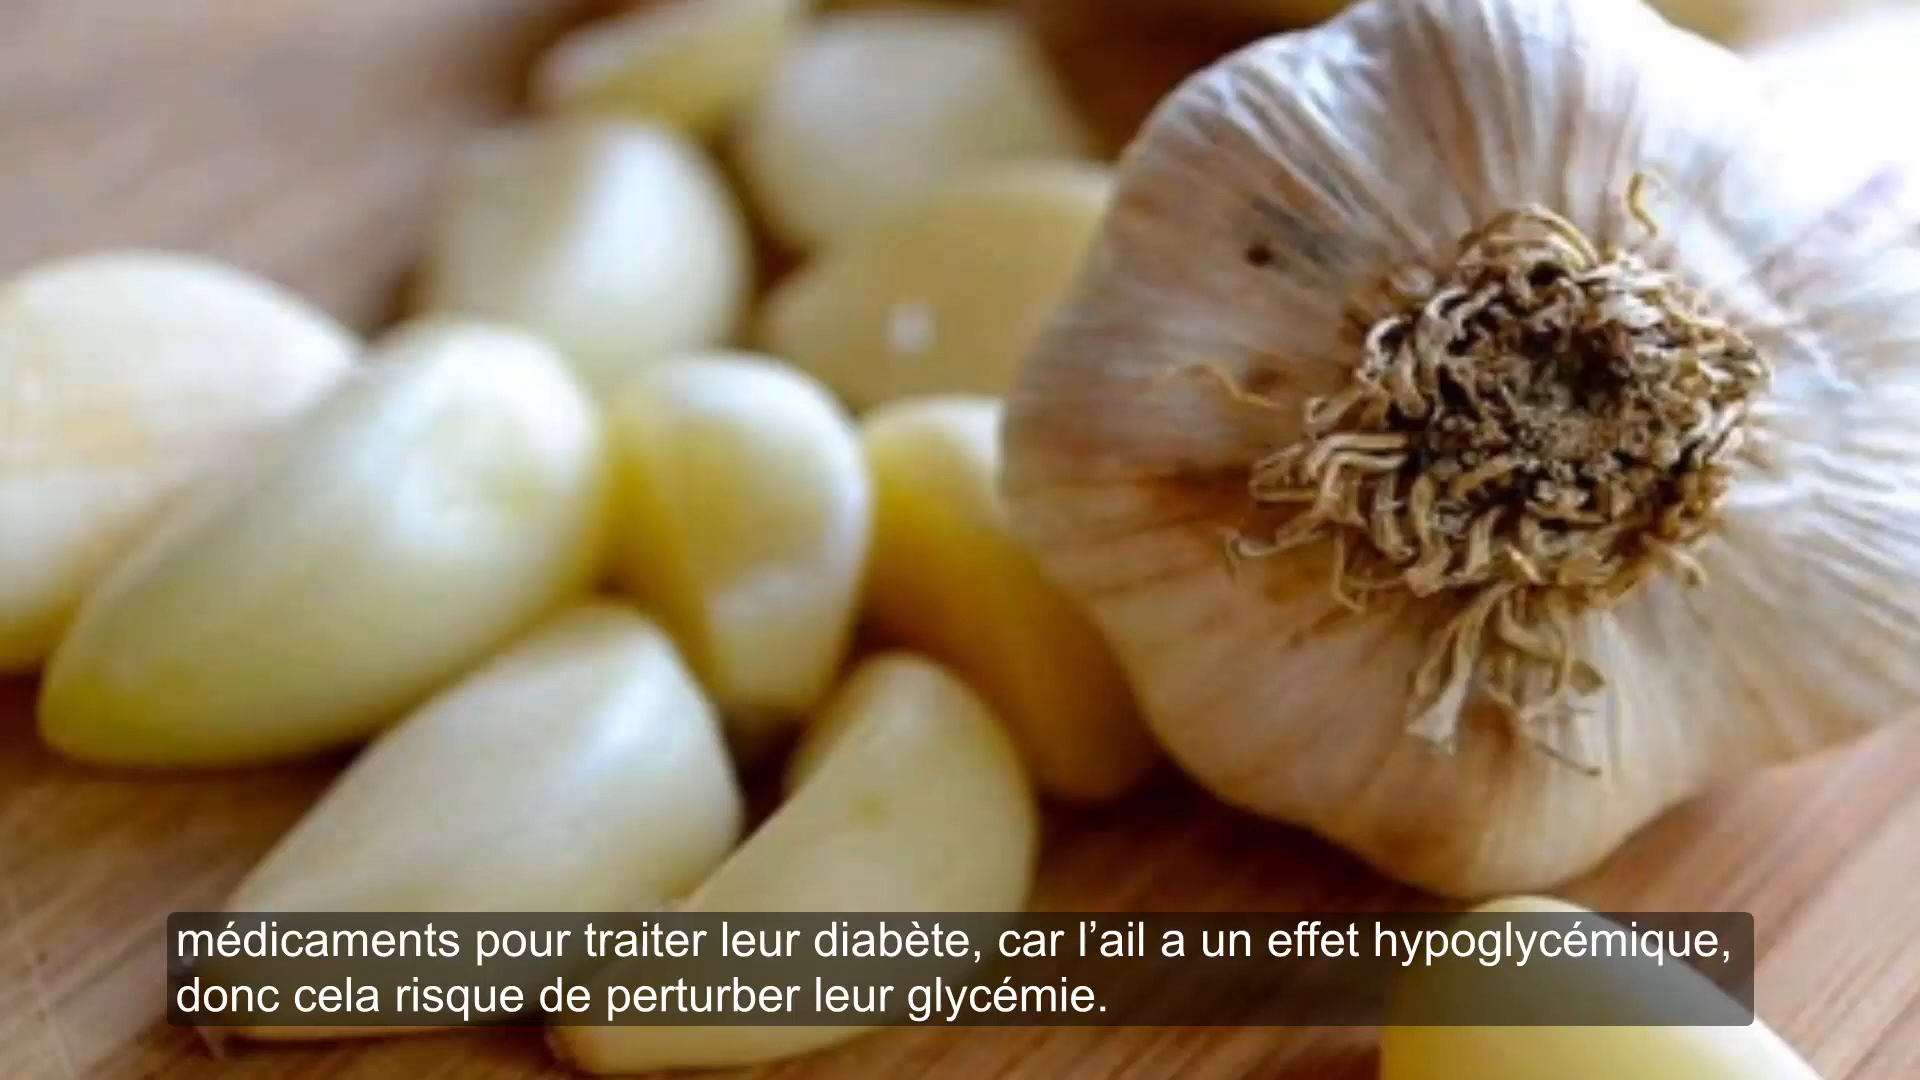 médicaments pour traiter leur diabète, car l’ail a un effet hypoglycémique,
donc cela risque de perturber leur glycémie.